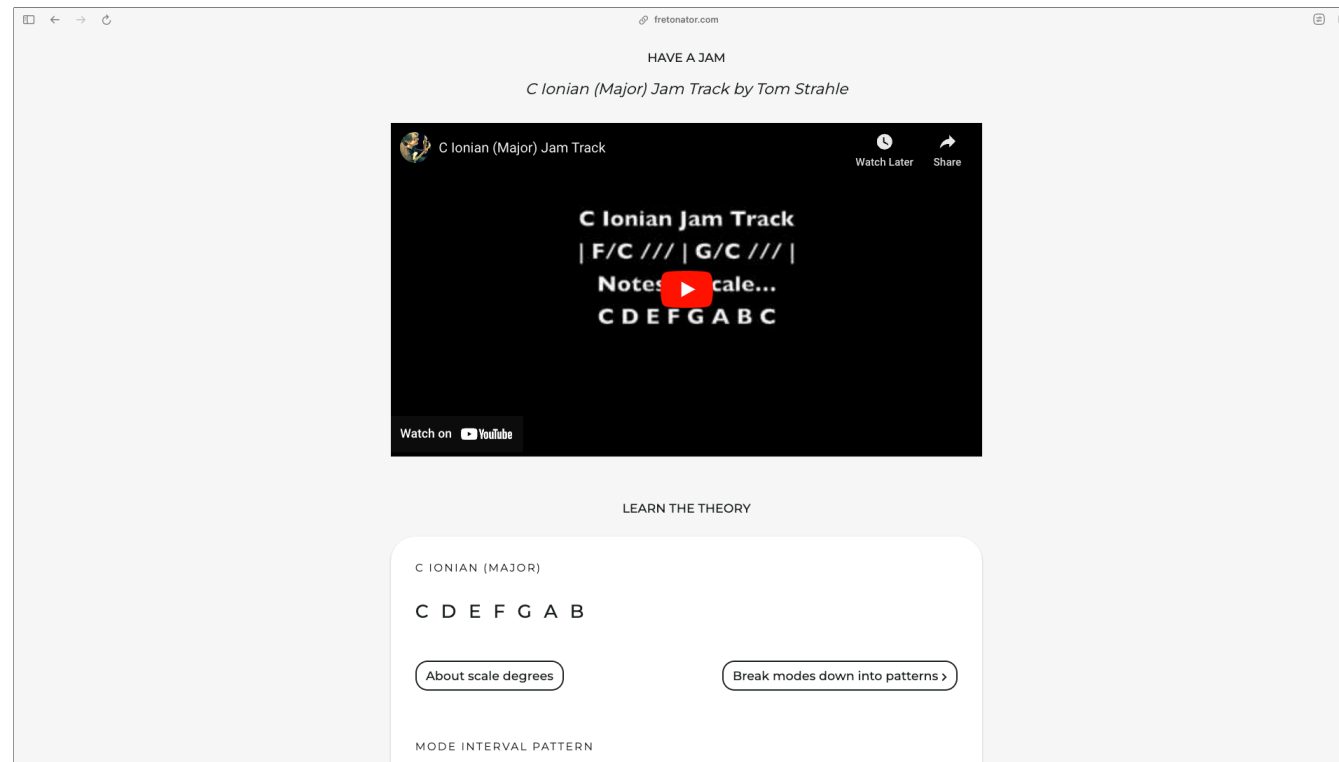 fretonator.com
HAVE A JAM
C Ionian (Major) Jam Track by Tom Strahle
C Ionian (Major) Jam Track
Watch Later
Share
C Ionian Jam Track
| F/C /// | G/C /// |
C D E F G A B C
Watch on YouTube
LEARN THE THEORY
C IONIAN (MAJOR)
C D E F G A B
About scale degrees
Break modes down into patterns ›
MODE INTERVAL PATTERN